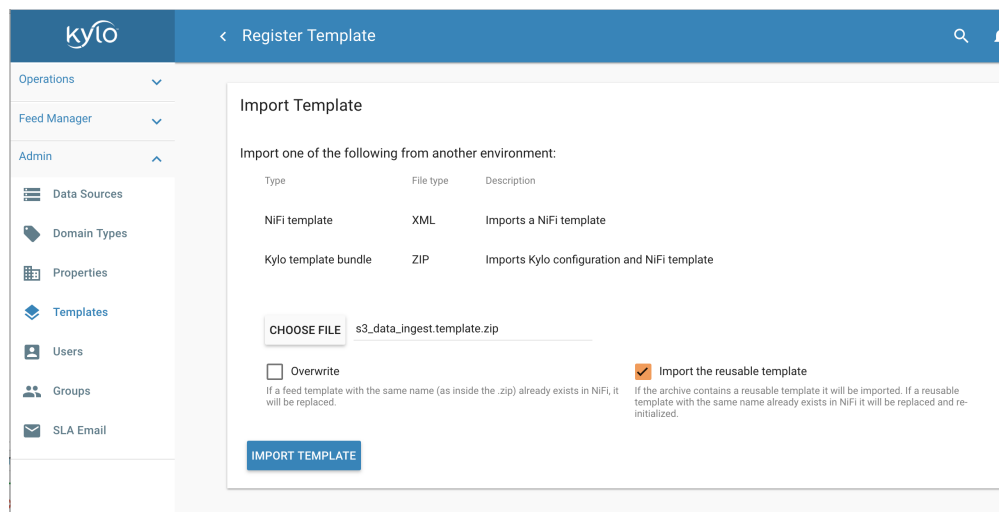 kylo
Register Template
Operations
Feed Manager
Admin
Data Sources
Domain Types
Properties
Templates
Users
Groups
SLA Email
Import Template
Import one of the following from another environment:
Type File type Description
NiFi template XML Imports a NiFi template
Kylo template bundle ZIP Imports Kylo configuration and NiFi template
CHOOSE FILE s3_data_ingest.template.zip
Overwrite
If a feed template with the same name (as inside the .zip) already exists in NiFi, it
will be replaced.
Import the reusable template
If the archive contains a reusable template it will be imported. If a reusable
template with the same name already exists in NiFi it will be replaced and re-
initialized.
IMPORT TEMPLATE